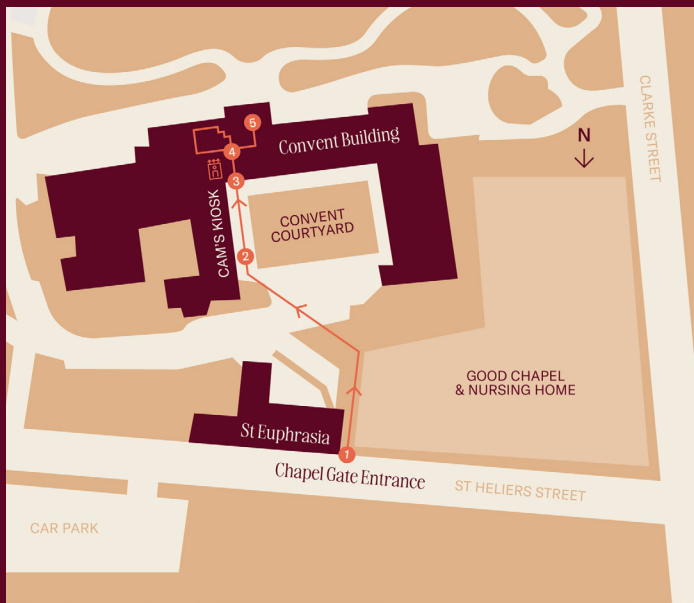 CLARKE STREET
N
5
Convent Building
4
3
CAM'S KIOSK
CONVENT
COURTYARD
2
GOOD CHAPEL
& NURSING HOME
St Euphrasia
1
Chapel Gate Entrance
ST HELIERS STREET
CAR PARK